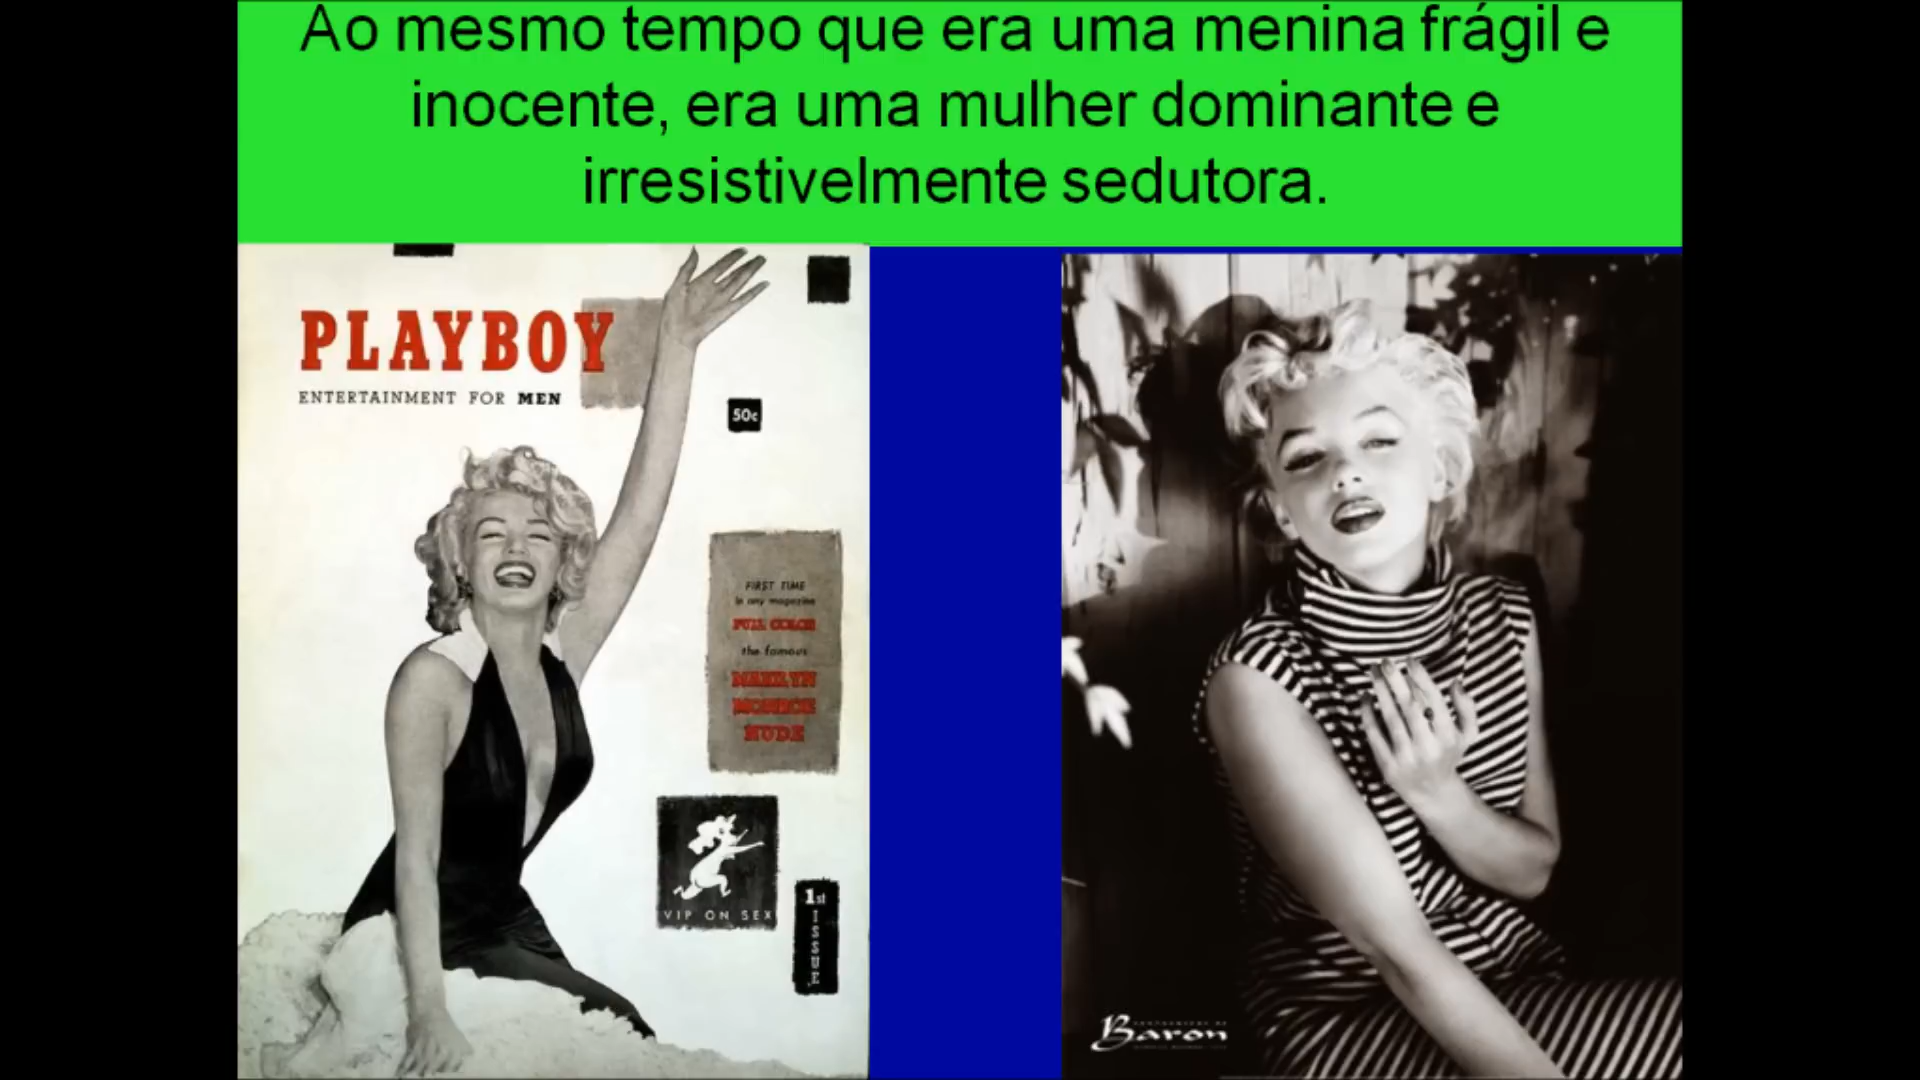 Ao mesmo tempo que era uma menina frágil e
inocente, era uma mulher dominante e
irresistivelmente sedutora.
PLAYBOY
ENTERTAINMENT FOR MEN
50¢
FIRST TIME
in any magazine
FULL COLOR
the famous
MARILYN
MONROE
NUDE
VIP ON SEX
1st
ISSUE
Baron